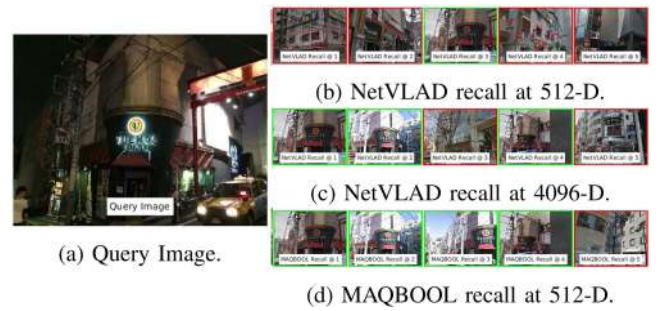 Query Image
(a) Query Image.
NetVLAD Recall @ 1
NetVLAD Recall @ 2
NetVLAD Recall @ 3
NetVLAD Recall @ 4
NetVLAD Recall @ 5
(b) NetVLAD recall at 512-D.
NetVLAD Recall @ 1
NetVLAD Recall @ 2
NetVLAD Recall @ 3
NetVLAD Recall @ 4
NetVLAD Recall @ 5
(c) NetVLAD recall at 4096-D.
MAQBOOL Recall @ 1
MAQBOOL Recall @ 2
MAQBOOL Recall @ 3
MAQBOOL Recall @ 4
MAQBOOL Recall @ 5
(d) MAQBOOL recall at 512-D.